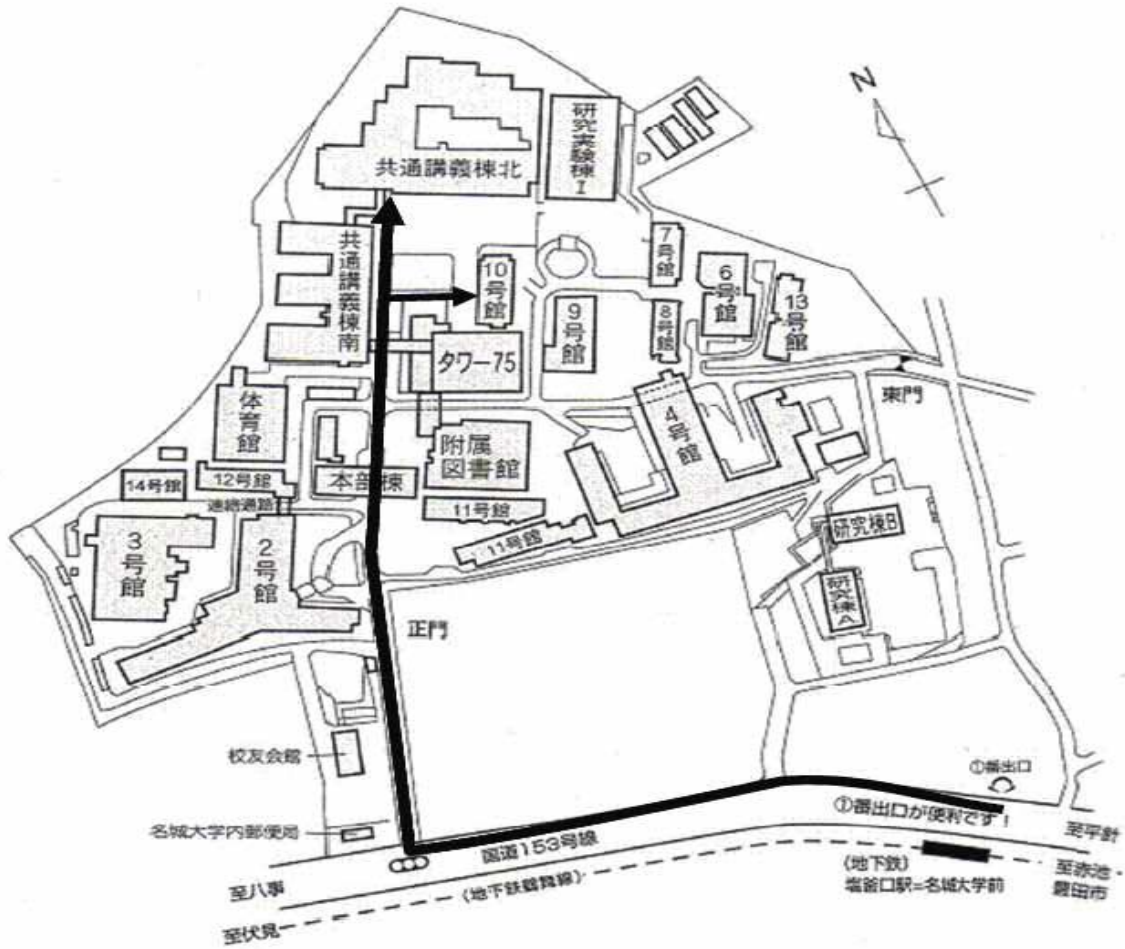 N
研究実験棟Ⅰ
共通講義棟北
共通講義棟南
7号館
10号館
6号館
9号館
8号館
13号館
タワー75
体育館
東門
4号館
附属図書館
本部棟
12号館
14号館
連絡通路
11号館
11号館
研究棟B
3号館
2号館
研究棟A
正門
校友会館
①番出口
①番出口が便利です!
名城大学内郵便局
至平針
国道153号線
(地下鉄)
塩釜口駅=名城大学前
至赤池・豊田市
至八事
(地下鉄鶴舞線)
至伏見